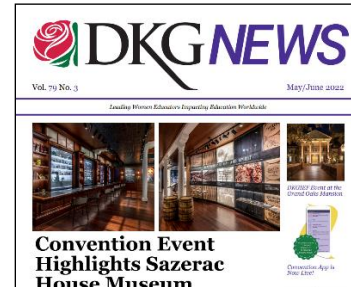 DKG NEWS
Vol. 79 No. 3
May/June 2022
Leading Women Educators Impacting Education Worldwide
DKGIEF Event at the
Grand Oaks Mansion
Convention App is
Now Live!
Convention Event
Highlights Sazerac
House Museum